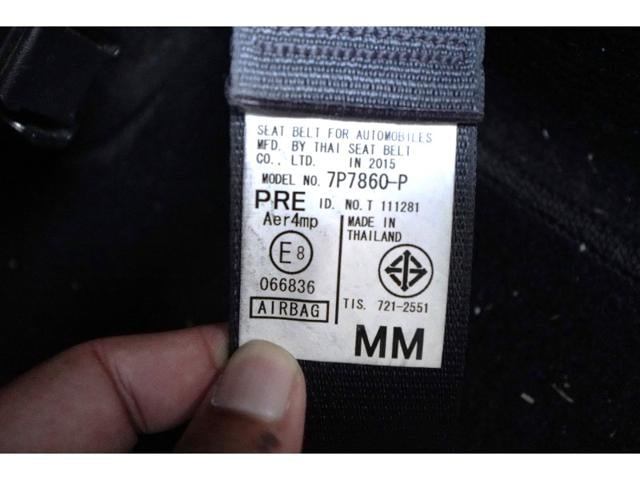 SEAT BELT FOR AUTOMOBILES
MFD. BY THAI SEAT BELT
CO., LTD. IN 2015
MODEL NO. 7P7860-P
PRE ID. NO. T 111281
Aer4mp
E8
066836
AIRBAG
MADE IN
THAILAND
TIS. 721-2551
MM